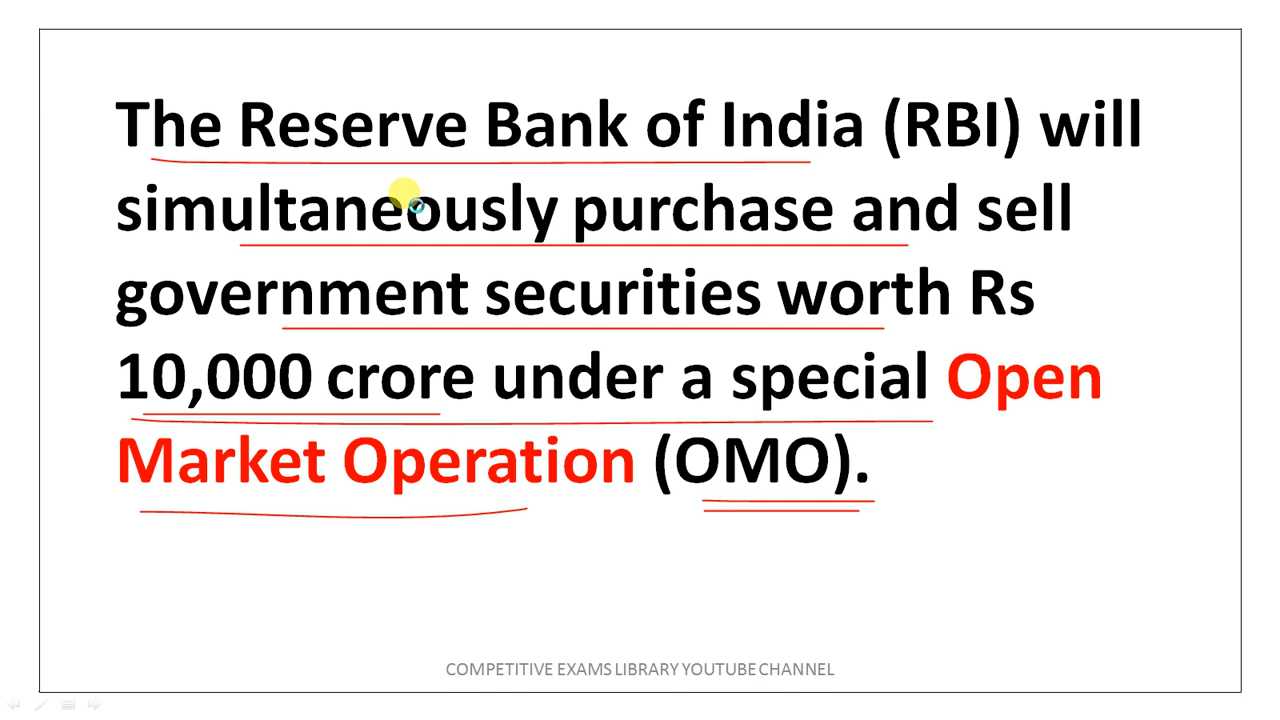 The Reserve Bank of India (RBI) will
simultaneously purchase and sell
government securities worth Rs
10,000 crore under a special Open
Market Operation (OMO).
COMPETITIVE EXAMS LIBRARY YOUTUBE CHANNEL